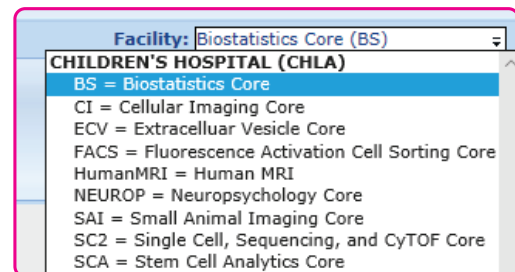 Facility: Biostatistics Core (BS)
CHILDREN'S HOSPITAL (CHLA)
BS = Biostatistics Core
CI = Cellular Imaging Core
ECV = Extracelluar Vesicle Core
FACS = Fluorescence Activation Cell Sorting Core
HumanMRI = Human MRI
NEUROP = Neuropsychology Core
SAI = Small Animal Imaging Core
SC2 = Single Cell, Sequencing, and CyTOF Core
SCA = Stem Cell Analytics Core